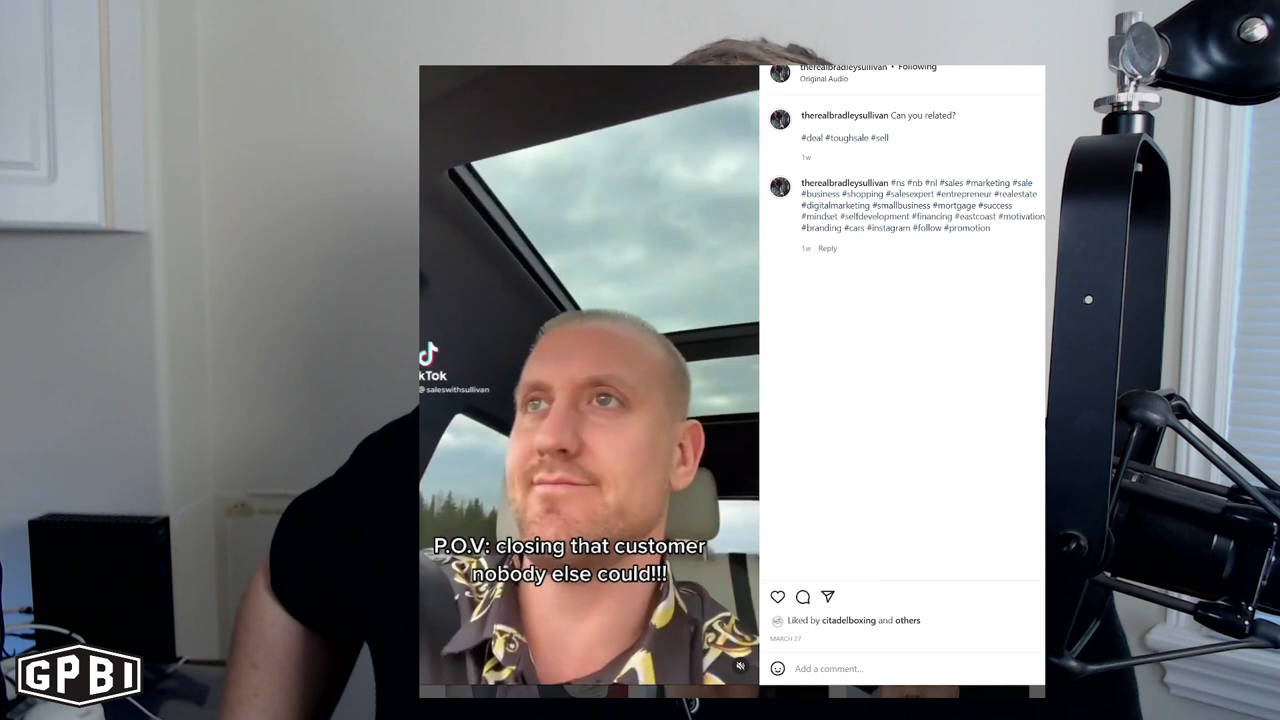 therealbradleysullivan • Following
Original Audio
therealbradleysullivan Can you related?
#deal #toughsale #sell
1w
therealbradleysullivan #ns #nb #nl #sales #marketing #sale
#business #shopping #salesexpert #entrepreneur #realestate
#digitalmarketing #smallbusiness #mortgage #success
#mindset #selfdevelopment #financing #eastcoast #motivation
#branding #cars #instagram #follow #promotion
1w Reply
kTok
@saleswithsullivan
P.O.V: closing that customer
nobody else could!!!
Liked by citadelboxing and others
MARCH 27
Add a comment...
GPBI